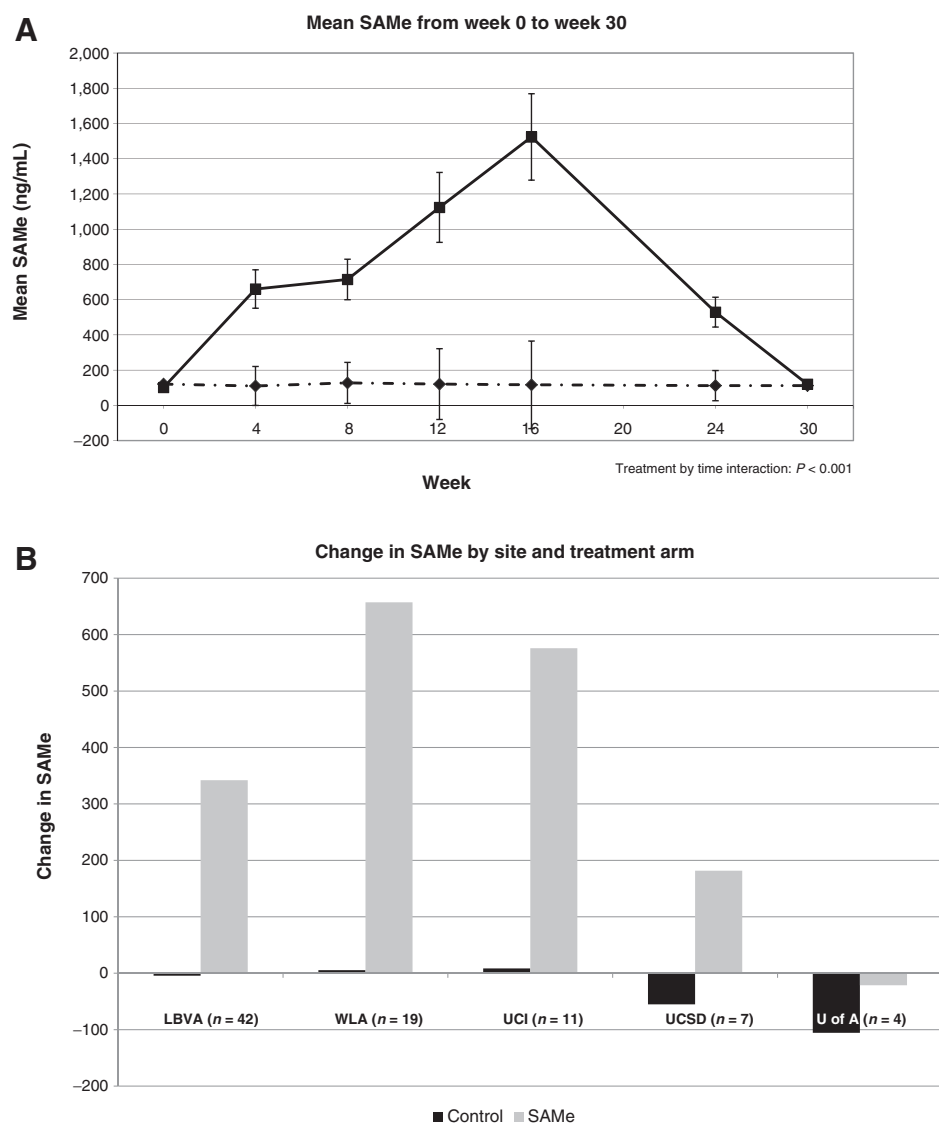 A
Mean SAMe from week 0 to week 30
Mean SAMe (ng/mL)
2,000
1,800
1,600
1,400
1,200
1,000
800
600
400
200
0
−200
0 4 8 12 16 20 24 30
Week
Treatment by time interaction: P < 0.001
B
Change in SAMe by site and treatment arm
Change in SAMe
700
600
500
400
300
200
100
0
−100
−200
LBVA (n = 42) WLA (n = 19) UCI (n = 11) UCSD (n = 7) U of A (n = 4)
Control SAMe